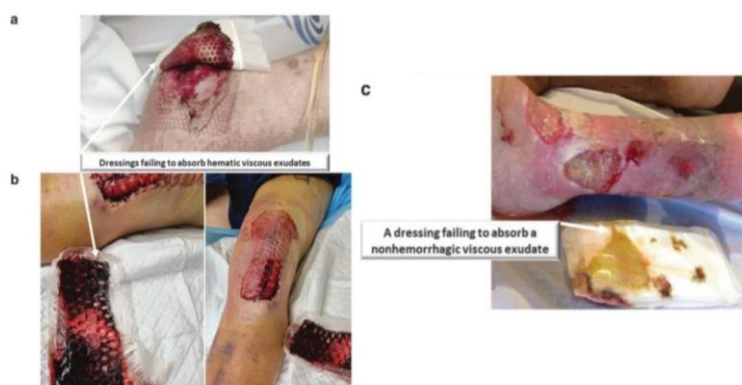 a
Dressings failing to absorb hematic viscous exudates
b
c
A dressing failing to absorb a
nonhemorrhagic viscous exudate